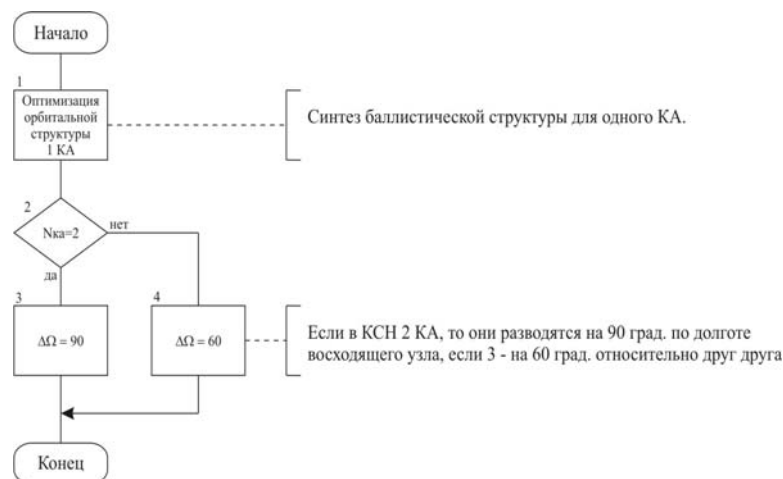 Начало
1
Оптимизация
орбитальной
структуры
1 КА
Синтез баллистической структуры для одного КА.
2
Nка=2
нет
да
3
ΔΩ = 90
4
ΔΩ = 60
Если в КСН 2 КА, то они разводятся на 90 град. по долготе
восходящего узла, если 3 - на 60 град. относительно друг друга
Конец